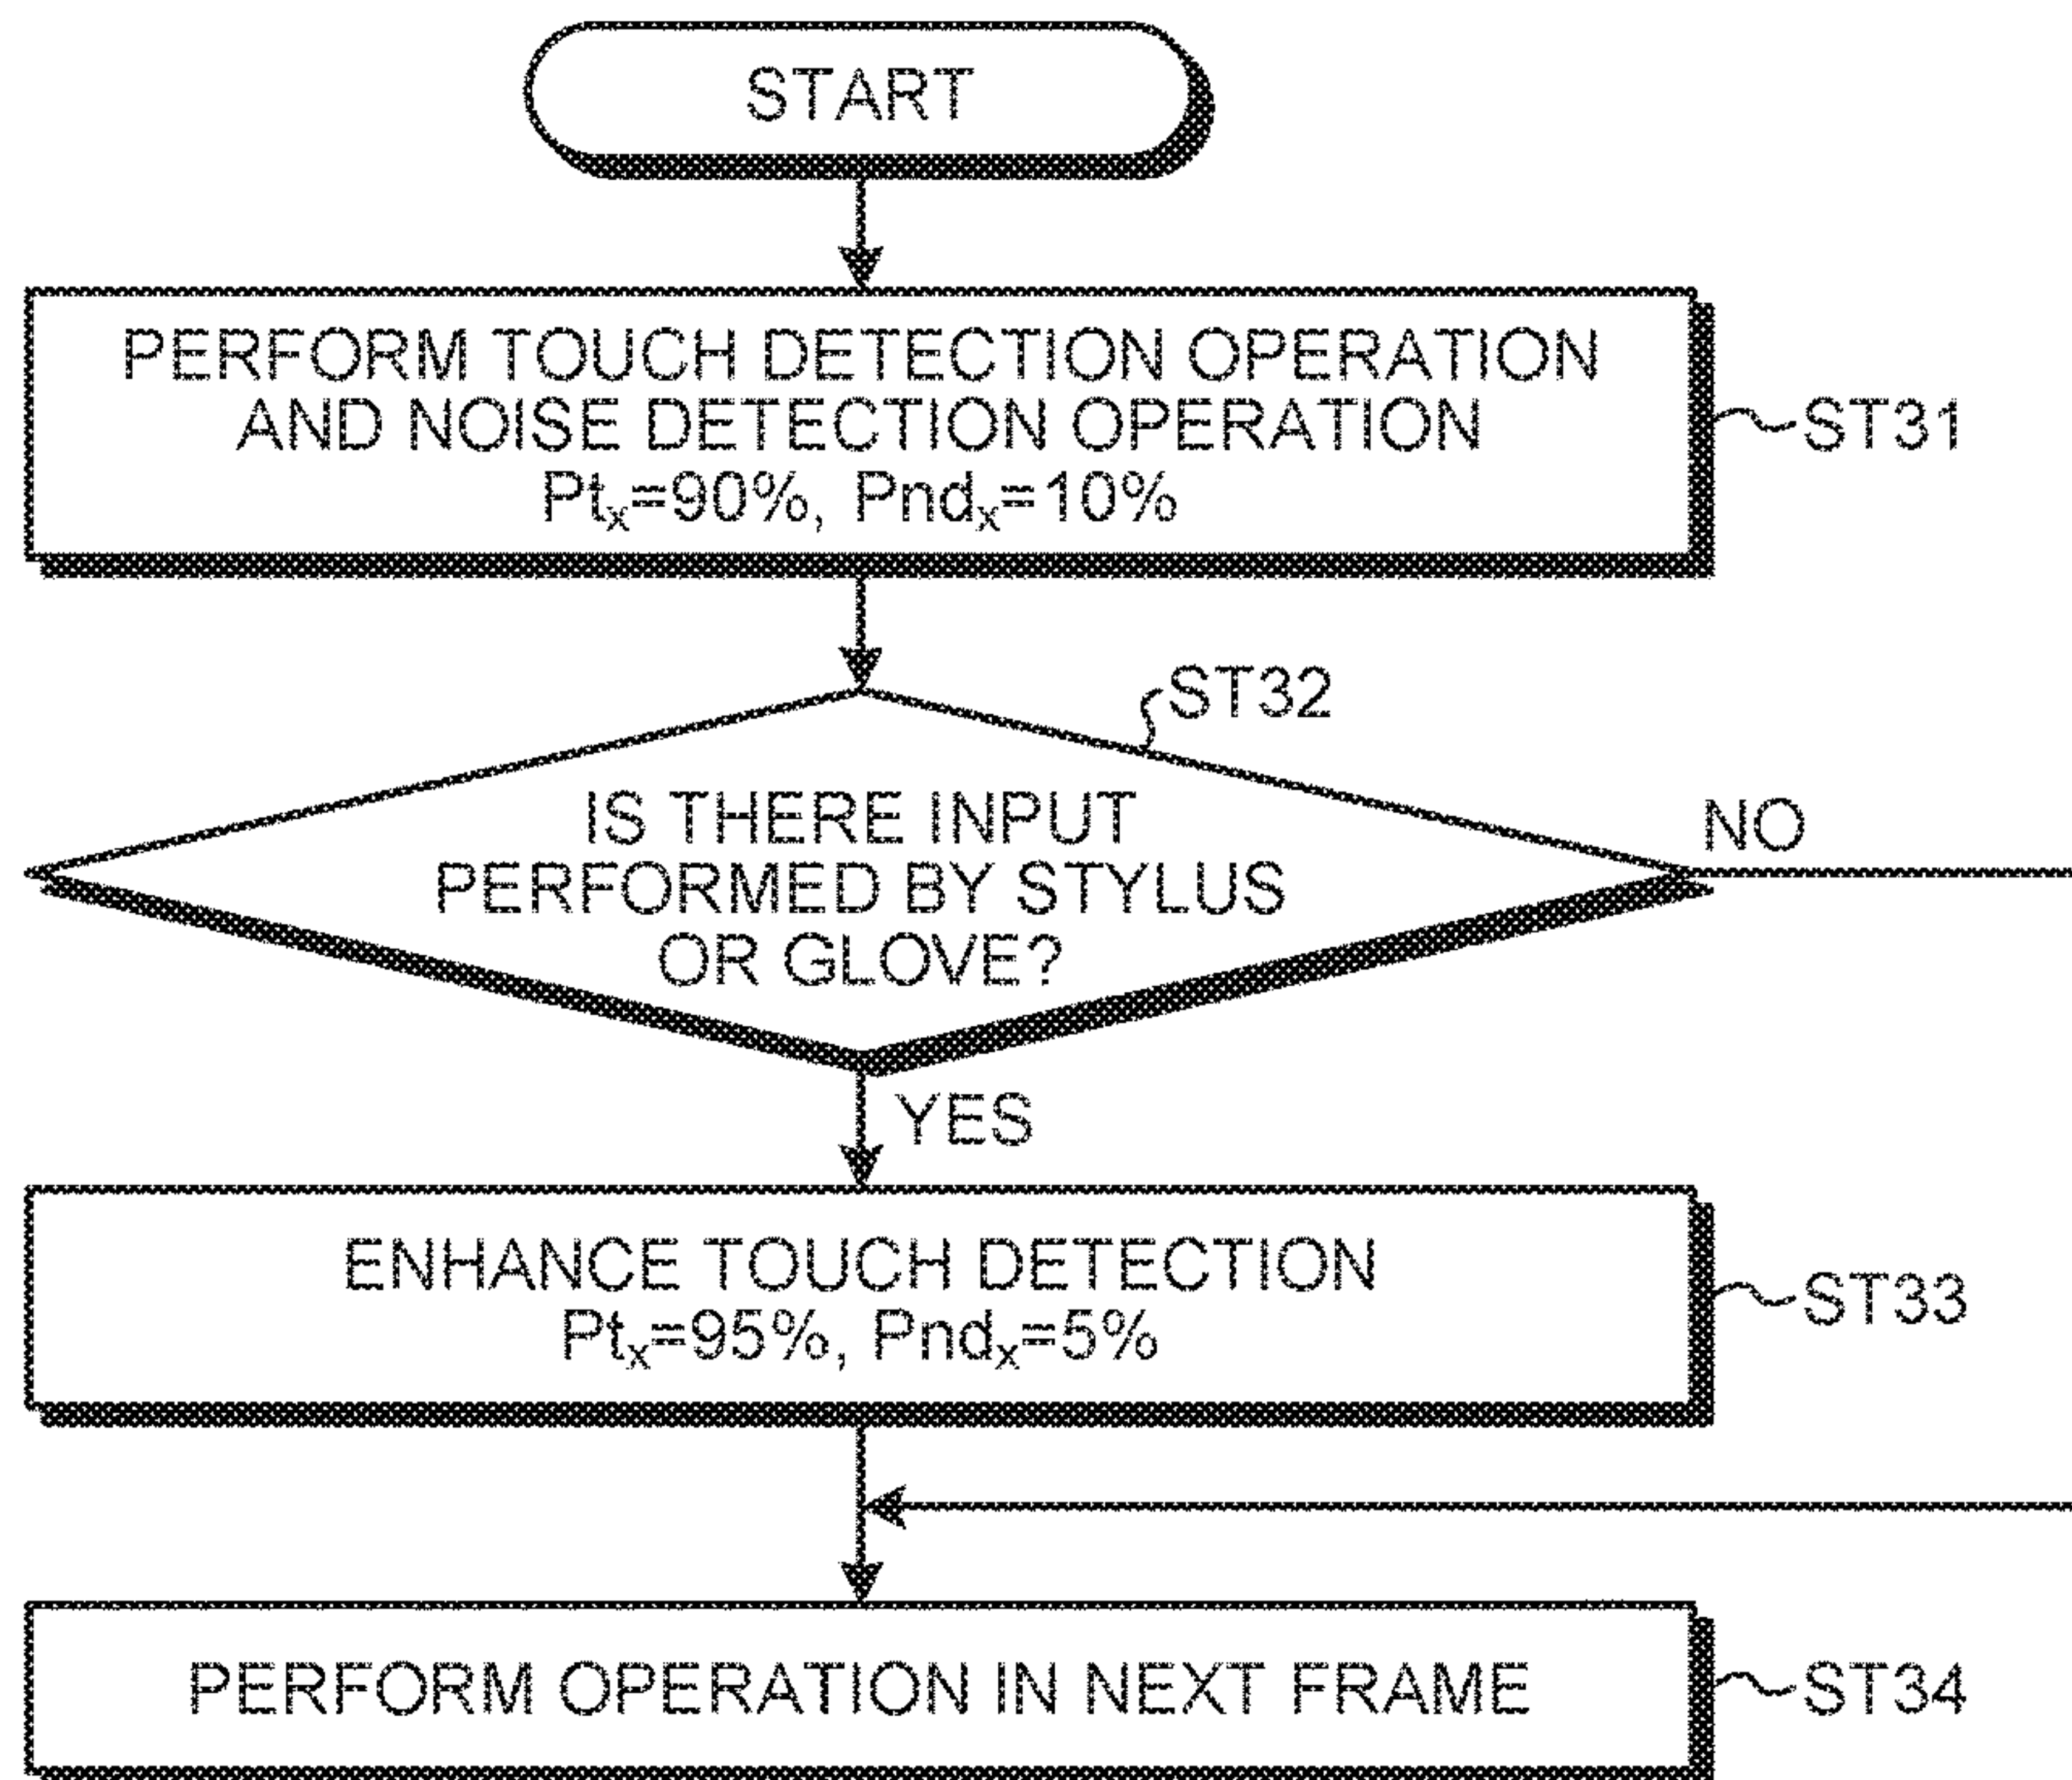 START
PERFORM TOUCH DETECTION OPERATION
AND NOISE DETECTION OPERATION
Ptₓ=90%, Pndₓ=10%
ST31
ST32
IS THERE INPUT
PERFORMED BY STYLUS
OR GLOVE?
NO
YES
ENHANCE TOUCH DETECTION
Ptₓ=95%, Pndₓ=5%
ST33
PERFORM OPERATION IN NEXT FRAME
ST34